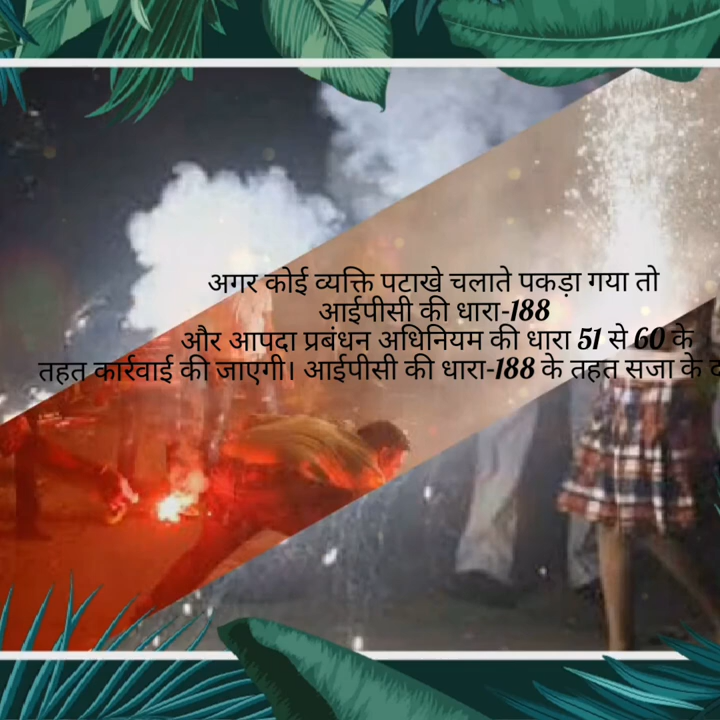 अगर कोई व्यक्ति पटाखे चलाते पकड़ा गया तो
आईपीसी की धारा-188
और आपदा प्रबंधन अधिनियम की धारा 51 से 60 के
तहत कार्रवाई की जाएगी। आईपीसी की धारा-188 के तहत सजा के